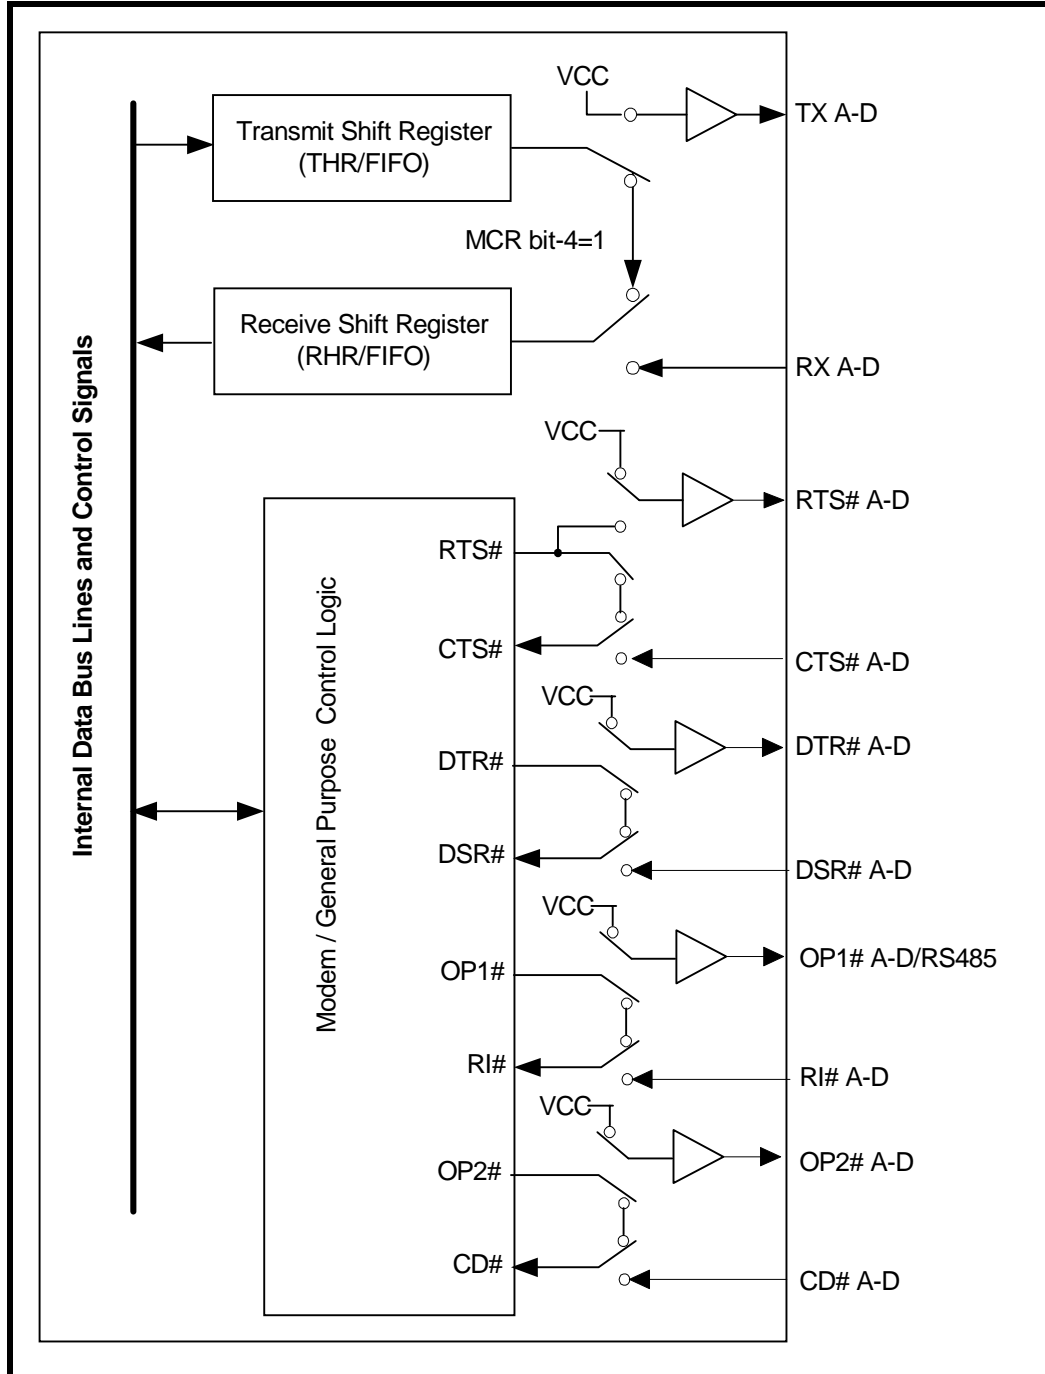 VCC
TX A-D
Transmit Shift Register
(THR/FIFO)
MCR bit-4=1
Receive Shift Register
(RHR/FIFO)
RX A-D
Internal Data Bus Lines and Control Signals
VCC
RTS# A-D
RTS#
CTS#
CTS# A-D
Modem / General Purpose Control Logic
VCC
DTR# A-D
DTR#
DSR#
DSR# A-D
VCC
OP1# A-D/RS485
OP1#
RI#
RI# A-D
VCC
OP2# A-D
OP2#
CD#
CD# A-D